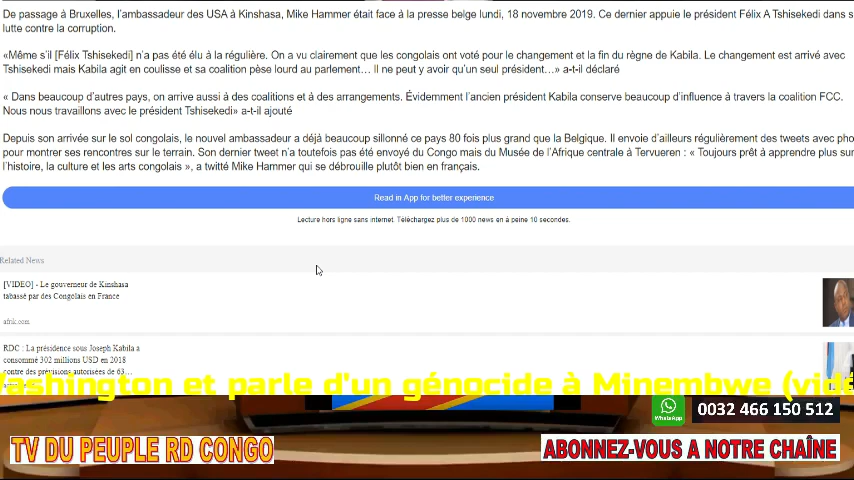 De passage à Bruxelles, l'ambassadeur des USA à Kinshasa, Mike Hammer était face à la presse belge lundi, 18 novembre 2019. Ce dernier appuie le président Félix A Tshisekedi dans s
lutte contre la corruption.
«Même s'il [Félix Tshisekedi] n'a pas été élu à la régulière. On a vu clairement que les congolais ont voté pour le changement et la fin du règne de Kabila. Le changement est arrivé avec
Tshisekedi mais Kabila agit en coulisse et sa coalition pèse lourd au parlement… Il ne peut y avoir qu'un seul président…» a-t-il déclaré
« Dans beaucoup d'autres pays, on arrive aussi à des coalitions et à des arrangements. Évidemment l'ancien président Kabila conserve beaucoup d'influence à travers la coalition FCC.
Nous nous travaillons avec le président Tshisekedi» a-t-il ajouté
Depuis son arrivée sur le sol congolais, le nouvel ambassadeur a déjà beaucoup sillonné ce pays 80 fois plus grand que la Belgique. Il envoie d'ailleurs régulièrement des tweets avec pho
pour montrer ses rencontres sur le terrain. Son dernier tweet n'a toutefois pas été envoyé du Congo mais du Musée de l'Afrique centrale à Tervueren : « Toujours prêt à apprendre plus sur
l'histoire, la culture et les arts congolais », a twitté Mike Hammer qui se débrouille plutôt bien en français.
Read in App for better experience
Lecture hors ligne sans internet. Téléchargez plus de 1000 news en à peine 10 secondes.
Related News
[VIDEO] - Le gouverneur de Kinshasa
tabassé par des Congolais en France
afrik.com
RDC : La présidence sous Joseph Kabila a
consommé 302 millions USD en 2018
contre des prévisions autorisées de 63…
ashington et parle d'un génocide à Minembwe (vidé
WhatsApp
0032 466 150 512
TV DU PEUPLE RD CONGO
ABONNEZ-VOUS A NOTRE CHAÎNE